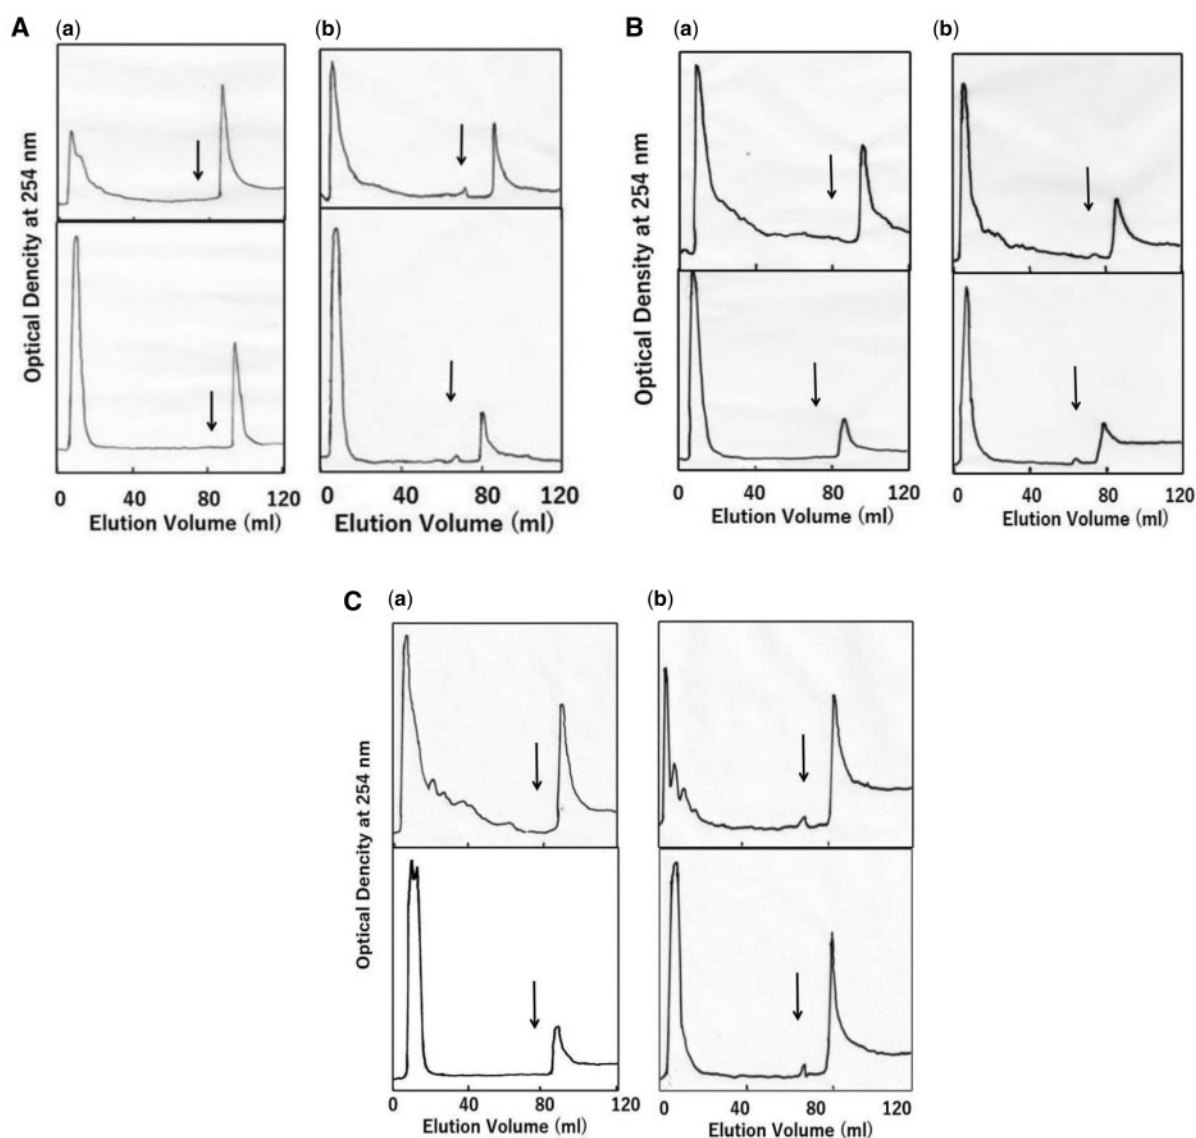 A (a) (b)
Optical Dencity at 254 nm
0 40 80 120
Elution Volume (ml)
0 40 80 120
Elution Volume (ml)
B (a) (b)
Optical Density at 254 nm
0 40 80 120
Elution Volume (ml)
0 40 80 120
Elution Volume (ml)
C (a) (b)
Optical Dencity at 254 nm
0 40 80 120
Elution Volume (ml)
0 40 80 120
Elution Volume (ml)